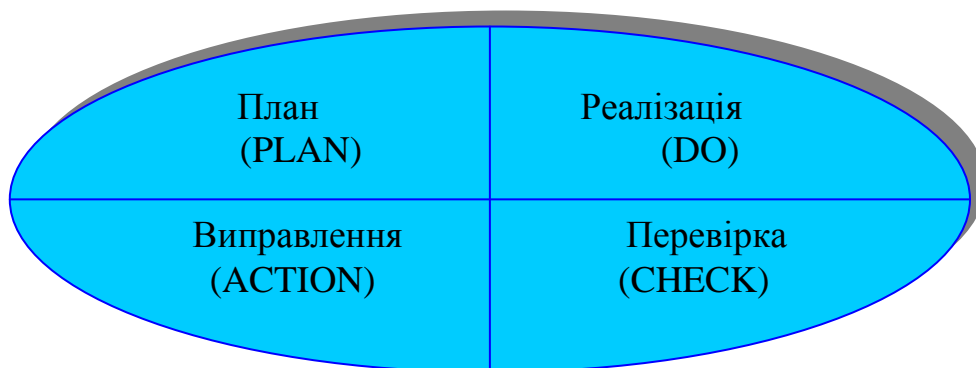 План
(PLAN)
Реалізація
(DO)
Виправлення
(ACTION)
Перевірка
(CHECK)